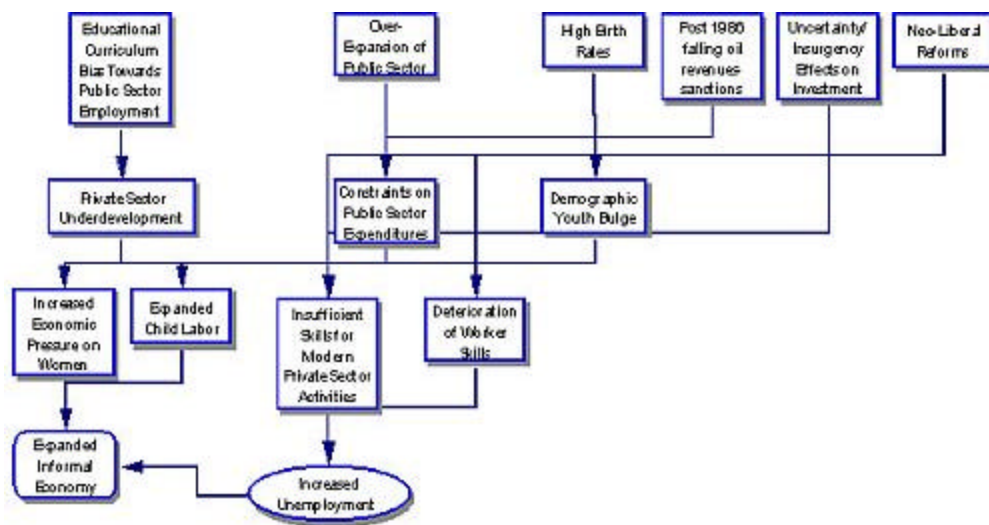 Educational
Curriculum
Bias Towards
Public Sector
Employment
Over-
Expansion of
Public Sector
High Birth
Rates
Post 1986
falling oil
revenues-
sanctions
Uncertainty/
Insurgency
Effects on
Investment
Neo-Liberal
Reforms
Private Sector
Underdevelopment
Constraints on
Public Sector
Expenditures
Demographic
Youth Bulge
Increased
Economic
Pressure on
Women
Expanded
Child Labor
Insufficient
Skills for
Modern
Private Sector
Activities
Deterioration
of Worker
Skills
Expanded
Informal
Economy
Increased
Unemployment